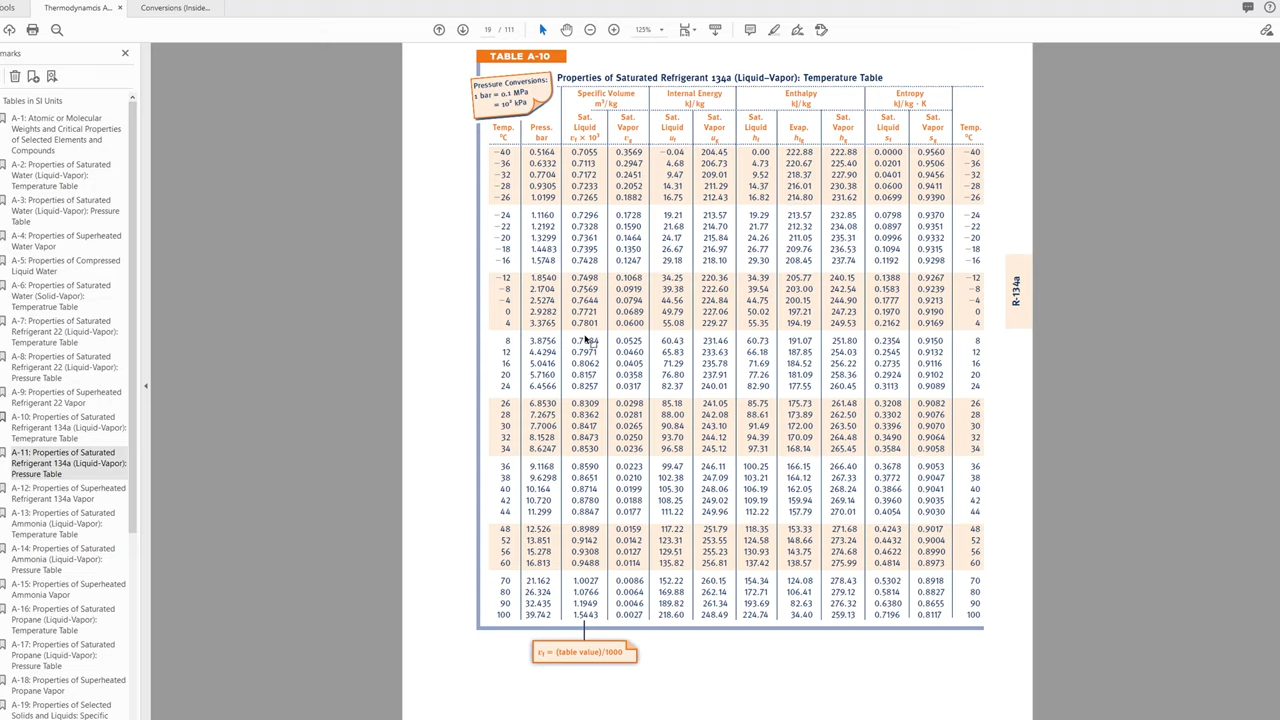 ools
Thermodynamcis A...
Conversions (Inside...
19 / 111
125%
marks
Tables in SI Units
A-1: Atomic or Molecular
Weights and Critical Properties
of Selected Elements and
Compounds
A-2: Properties of Saturated
Water (Liquid-Vapor):
Temperature Table
A-3: Properties of Saturated
Water (Liquid-Vapor): Pressure
Table
A-4: Properties of Superheated
Water Vapor
A-5: Properties of Compressed
Liquid Water
A-6: Properties of Saturated
Water (Solid-Vapor):
Temperatrue Table
A-7: Properties of Saturated
Refrigerant 22 (Liquid-Vapor):
Temperature Table
A-8: Properties of Saturated
Refrigerant 22 (Liquid-Vapor):
Pressure Table
A-9: Properties of Saturated
Refrigerant 22 Vapor
A-10: Properties of Saturated
Refrigerant 134a (Liquid-Vapor):
Temperature Table
A-11: Properties of Saturated
Refrigerant 134a (Liquid-Vapor):
Pressure Table
A-12: Properties of Superheated
Refrigerant 134a Vapor
A-13: Properties of Saturated
Ammonia (Liquid-Vapor):
Temperature Table
A-14: Properties of Saturated
Ammonia (Liquid-Vapor):
Pressure Table
A-15: Properties of Superheated
Ammonia Vapor
A-16: Properties of Saturated
Propane (Liquid-Vapor):
Temperature Table
A-17: Properties of Saturated
Propane (Liquid-Vapor):
Pessure Table
A-18: Properties of Superheated
Propane Vapor
A-19: Properties of Selected
Solids and Liquids: Specific
TABLE A-10
Properties of Saturated Refrigerant 134a (Liquid–Vapor): Temperature Table
Pressure Conversions:
1 bar = 0.1 MPa
= 10² kPa
Specific Volume Internal Energy Enthalpy Entropy
m³/kg kJ/kg kJ/kg kJ/kg · K
Sat. Sat. Sat. Sat. Sat. Sat. Sat. Sat.
Temp. Press. Liquid Vapor Liquid Vapor Liquid Evap. Vapor Liquid Vapor Temp.
°C bar vf × 10³ vg uf ug hf hfg hg sf sg °C
−40 0.5164 0.7055 0.3569 −0.04 204.45 0.00 222.88 222.88 0.0000 0.9560 −40
−36 0.6332 0.7113 0.2947 4.68 206.73 4.73 220.67 225.40 0.0201 0.9506 −36
−32 0.7704 0.7172 0.2451 9.47 209.01 9.52 218.37 227.90 0.0401 0.9456 −32
−28 0.9305 0.7233 0.2052 14.31 211.29 14.37 216.01 230.38 0.0600 0.9411 −28
−26 1.0199 0.7265 0.1882 16.75 212.43 16.82 214.80 231.62 0.0699 0.9390 −26
−24 1.1160 0.7296 0.1728 19.21 213.57 19.29 213.57 232.85 0.0798 0.9370 −24
−22 1.2192 0.7328 0.1590 21.68 214.70 21.77 212.32 234.08 0.0897 0.9351 −22
−20 1.3299 0.7361 0.1464 24.17 215.84 24.26 211.05 235.31 0.0996 0.9332 −20
−18 1.4483 0.7395 0.1350 26.67 216.97 26.77 209.76 236.53 0.1094 0.9315 −18
−16 1.5748 0.7428 0.1247 29.18 218.10 29.30 208.45 237.74 0.1192 0.9298 −16
−12 1.8540 0.7498 0.1068 34.25 220.36 34.39 205.77 240.15 0.1388 0.9267 −12
−8 2.1704 0.7569 0.0919 39.38 222.60 39.54 203.00 242.54 0.1583 0.9239 −8
−4 2.5274 0.7644 0.0794 44.56 224.84 44.75 200.15 244.90 0.1777 0.9213 −4
0 2.9282 0.7721 0.0689 49.79 227.06 50.02 197.21 247.23 0.1970 0.9190 0
4 3.3765 0.7801 0.0600 55.08 229.27 55.35 194.19 249.53 0.2162 0.9169 4
8 3.8756 0.0525 60.43 231.46 60.73 191.07 251.80 0.2354 0.9150 8
12 4.4294 0.7971 0.0460 65.83 233.63 66.18 187.85 254.03 0.2545 0.9132 12
16 5.0416 0.8062 0.0405 71.29 235.78 71.69 184.52 256.22 0.2735 0.9116 16
20 5.7160 0.8157 0.0358 76.80 237.91 77.26 181.09 258.36 0.2924 0.9102 20
24 6.4566 0.8257 0.0317 82.37 240.01 82.90 177.55 260.45 0.3113 0.9089 24
26 6.8530 0.8309 0.0298 85.18 241.05 85.75 175.73 261.48 0.3208 0.9082 26
28 7.2675 0.8362 0.0281 88.00 242.08 88.61 173.89 262.50 0.3302 0.9076 28
30 7.7006 0.8417 0.0265 90.84 243.10 91.49 172.00 263.50 0.3396 0.9070 30
32 8.1528 0.8473 0.0250 93.70 244.12 94.39 170.09 264.48 0.3490 0.9064 32
34 8.6247 0.8530 0.0236 96.58 245.12 97.31 168.14 265.45 0.3584 0.9058 34
36 9.1168 0.8590 0.0223 99.47 246.11 100.25 166.15 266.40 0.3678 0.9053 36
38 9.6298 0.8651 0.0210 102.38 247.09 103.21 164.12 267.33 0.3772 0.9047 38
40 10.164 0.8714 0.0199 105.30 248.06 106.19 162.05 268.24 0.3866 0.9041 40
42 10.720 0.8780 0.0188 108.25 249.02 109.19 159.94 269.14 0.3960 0.9035 42
44 11.299 0.8847 0.0177 111.22 249.96 112.22 157.79 270.01 0.4054 0.9030 44
48 12.526 0.8989 0.0159 117.22 251.79 118.35 153.33 271.68 0.4243 0.9017 48
52 13.851 0.9142 0.0142 123.31 253.55 124.58 148.66 273.24 0.4432 0.9004 52
56 15.278 0.9308 0.0127 129.51 255.23 130.93 143.75 274.68 0.4622 0.8990 56
60 16.813 0.9488 0.0114 135.82 256.81 137.42 138.57 275.99 0.4814 0.8973 60
70 21.162 1.0027 0.0086 152.22 260.15 154.34 124.08 278.43 0.5302 0.8918 70
80 26.324 1.0766 0.0064 169.88 262.14 172.71 106.41 279.12 0.5814 0.8827 80
90 32.435 1.1949 0.0046 189.82 261.34 193.69 82.63 276.32 0.6380 0.8655 90
100 39.742 1.5443 0.0027 218.60 248.49 224.74 34.40 259.13 0.7196 0.8117 100
vf = (table value)/1000
R-134a